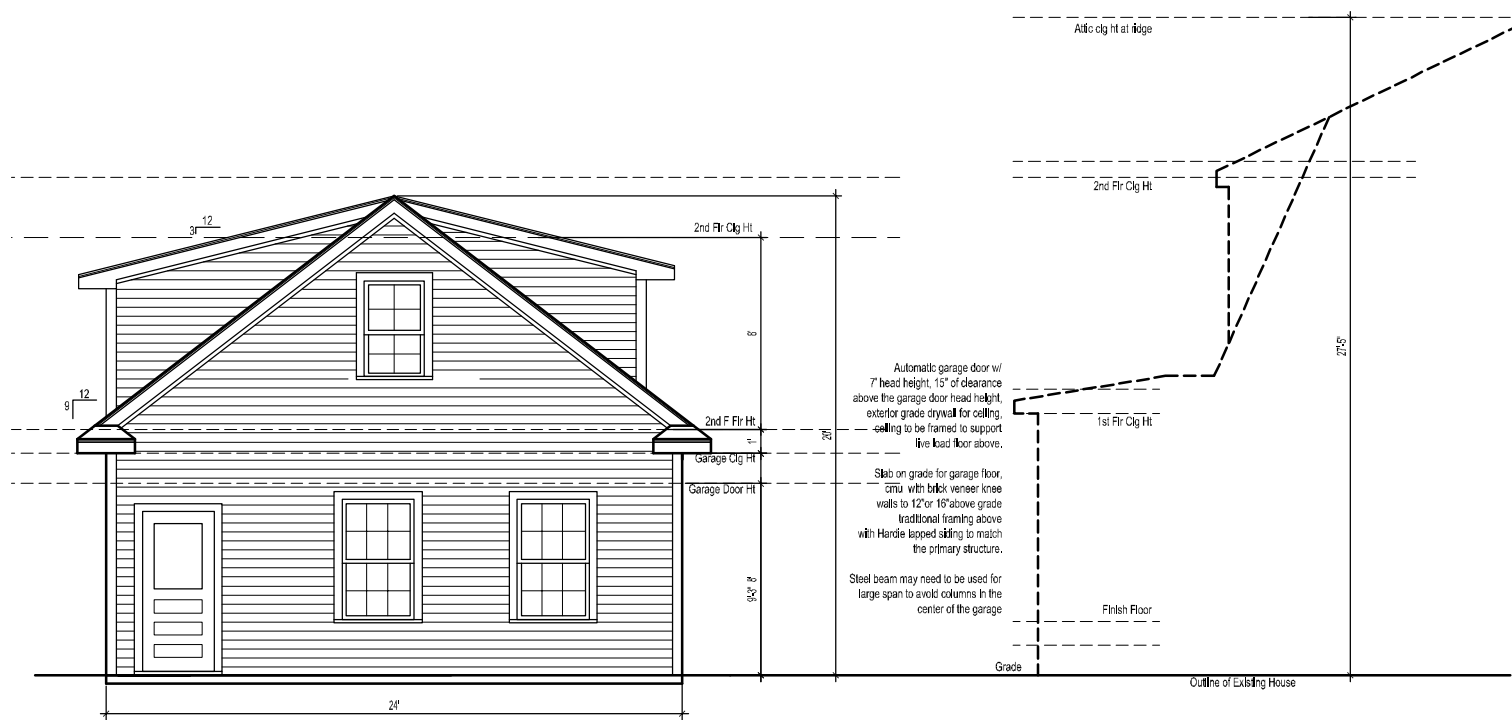 Attic clg ht at ridge
2nd Flr Clg Ht
12
3
2nd Flr Clg Ht
8'
27'-5"
Automatic garage door w/
7' head height, 15" of clearance
above the garage door head height,
exterior grade drywall for ceiling,
ceiling to be framed to support
live load floor above.
12
9
2nd F Flr Ht
1'
20'
1st Flr Clg Ht
Garage Clg Ht
Garage Door Ht
Slab on grade for garage floor,
cmu with brick veneer knee
walls to 12"or 16"above grade
traditional framing above
with Hardie lapped siding to match
the primary structure.
9'-3" 8'
Steel beam may need to be used for
large span to avoid columns in the
center of the garage
Finish Floor
Grade
Outline of Existing House
24'